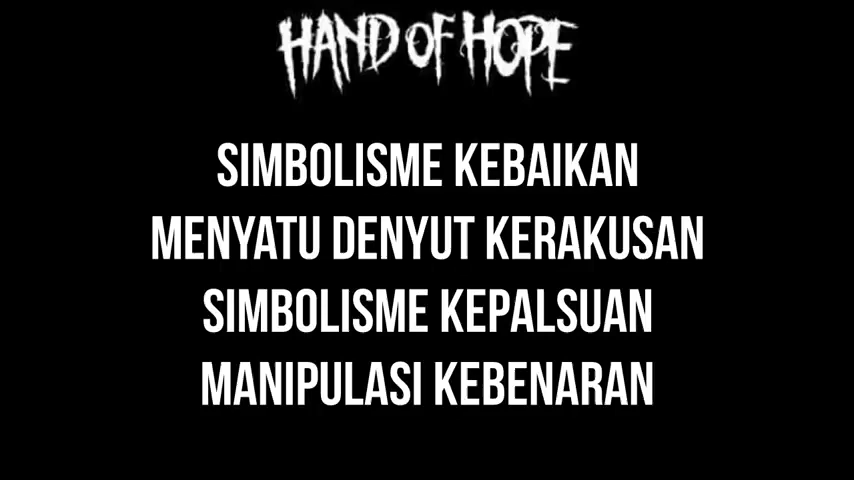 HAND OF HOPE
SIMBOLISME KEBAIKAN
MENYATU DENYUT KERAKUSAN
SIMBOLISME KEPALSUAN
MANIPULASI KEBENARAN